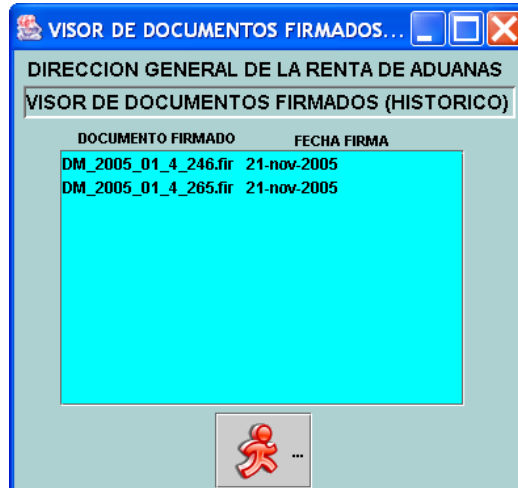 VISOR DE DOCUMENTOS FIRMADOS...
DIRECCION GENERAL DE LA RENTA DE ADUANAS
VISOR DE DOCUMENTOS FIRMADOS (HISTORICO)
DOCUMENTO FIRMADO FECHA FIRMA
DM_2005_01_4_246.fir 21-nov-2005
DM_2005_01_4_265.fir 21-nov-2005
...